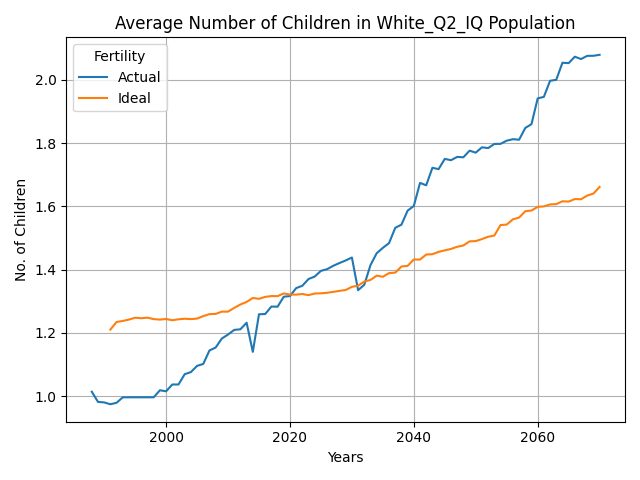 Average Number of Children in White_Q2_IQ Population
Fertility
Actual
Ideal
No. of Children
2.0
1.8
1.6
1.4
1.2
1.0
2000
2020
2040
2060
Years